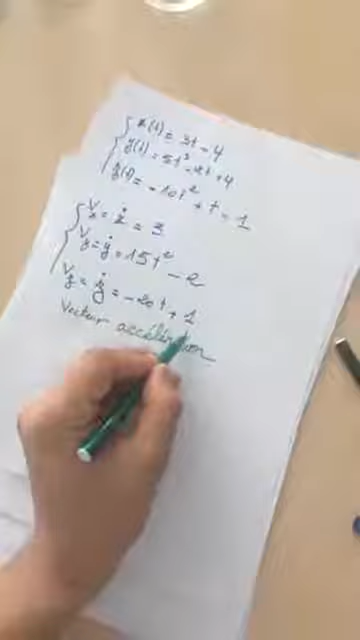 x(t) = 3t - 4
y(t) = 5t³ - 2t + 4
z(t) = -10t² + t - 1
Vx = ẋ = 3
Vy = ẏ = 15t² - 2
Vz = ż = -20t + 1
Vecteur accélération